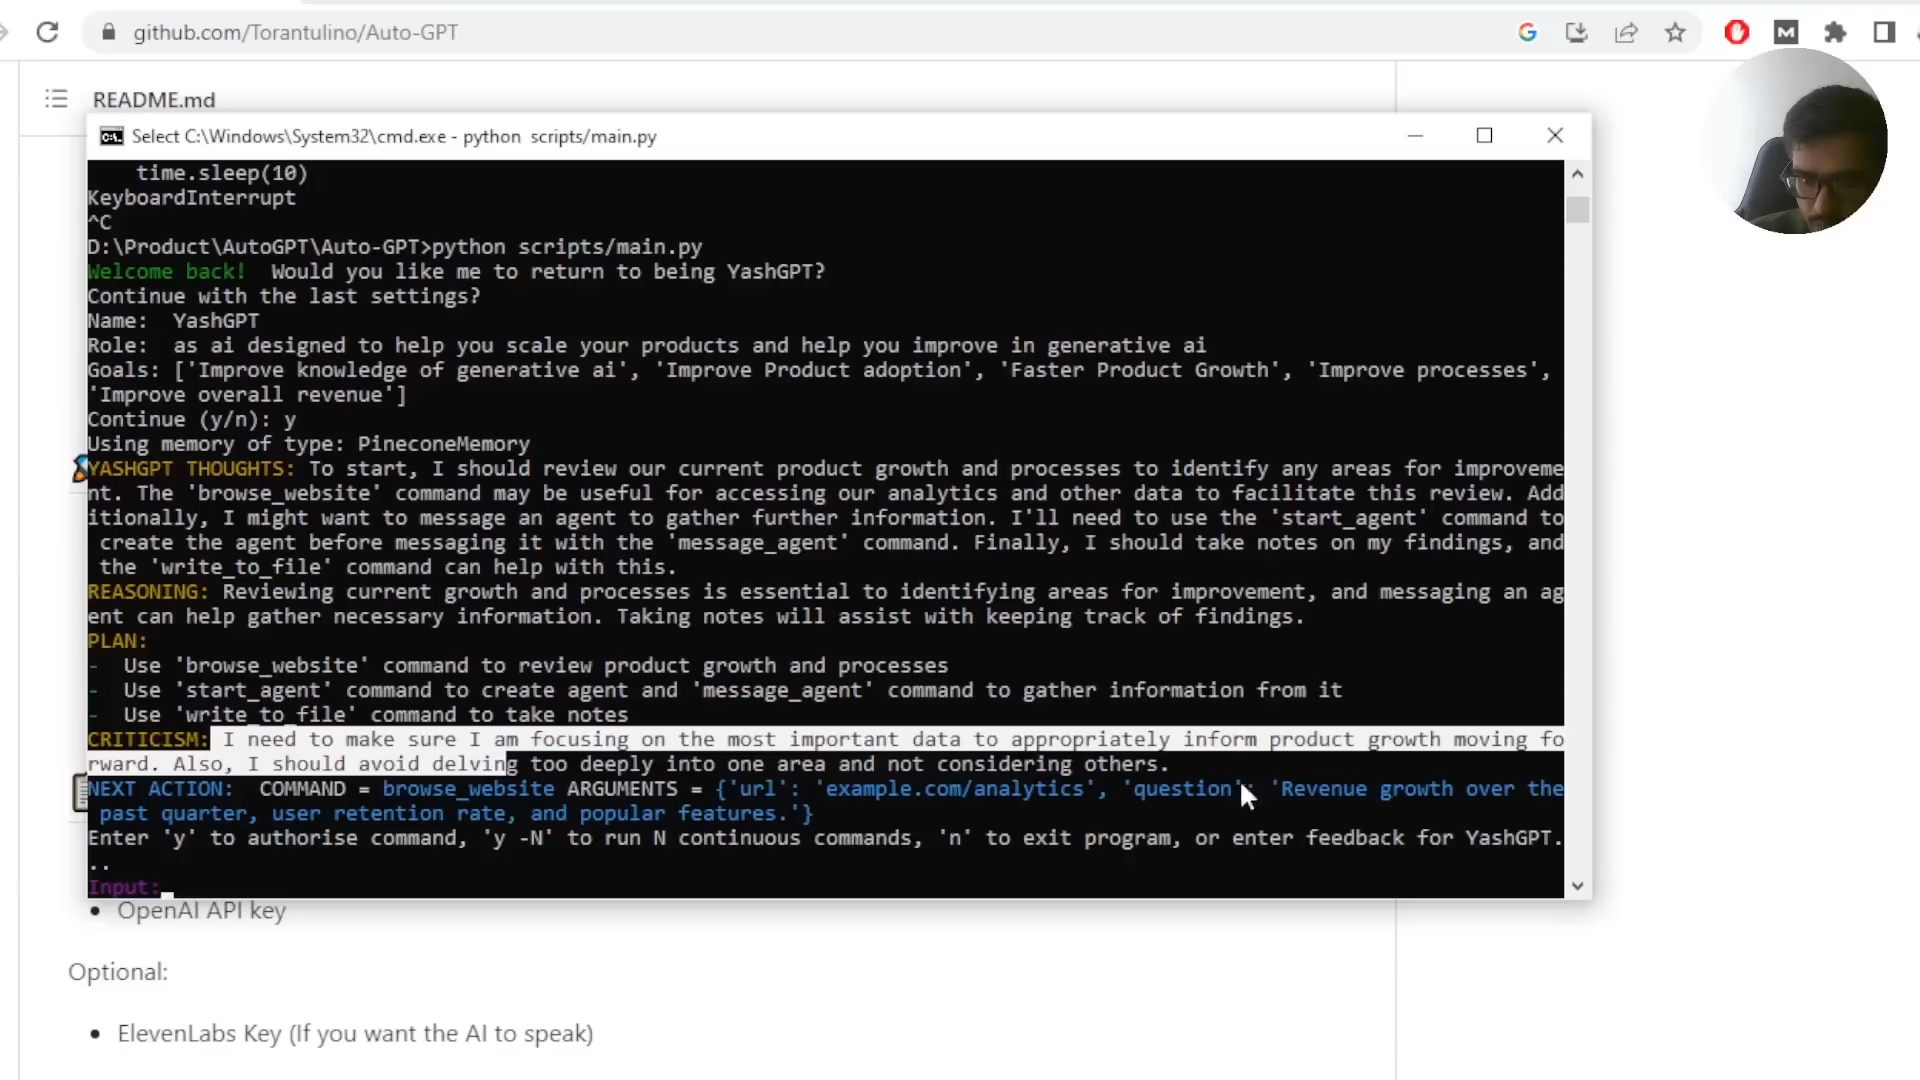 github.com/Torantulino/Auto-GPT
README.md
Select C:\Windows\System32\cmd.exe - python  scripts/main.py
    time.sleep(10)
KeyboardInterrupt
^C
D:\Product\AutoGPT\Auto-GPT>python scripts/main.py
Welcome back!  Would you like me to return to being YashGPT?
Continue with the last settings?
Name:  YashGPT
Role:  as ai designed to help you scale your products and help you improve in generative ai
Goals: ['Improve knowledge of generative ai', 'Improve Product adoption', 'Faster Product Growth', 'Improve processes',
'Improve overall revenue']
Continue (y/n): y
Using memory of type: PineconeMemory
YASHGPT THOUGHTS: To start, I should review our current product growth and processes to identify any areas for improveme
nt. The 'browse_website' command may be useful for accessing our analytics and other data to facilitate this review. Add
itionally, I might want to message an agent to gather further information. I'll need to use the 'start_agent' command to
 create the agent before messaging it with the 'message_agent' command. Finally, I should take notes on my findings, and
 the 'write_to_file' command can help with this.
REASONING: Reviewing current growth and processes is essential to identifying areas for improvement, and messaging an ag
ent can help gather necessary information. Taking notes will assist with keeping track of findings.
PLAN:
-  Use 'browse_website' command to review product growth and processes
-  Use 'start_agent' command to create agent and 'message_agent' command to gather information from it
-  Use 'write_to_file' command to take notes
CRITICISM: I need to make sure I am focusing on the most important data to appropriately inform product growth moving fo
rward. Also, I should avoid delving too deeply into one area and not considering others.
NEXT ACTION:  COMMAND = browse_website ARGUMENTS = {'url': 'example.com/analytics', 'question': 'Revenue growth over the
 past quarter, user retention rate, and popular features.'}
Enter 'y' to authorise command, 'y -N' to run N continuous commands, 'n' to exit program, or enter feedback for YashGPT.
..
Input:
• OpenAI API key
Optional:
• ElevenLabs Key (If you want the AI to speak)